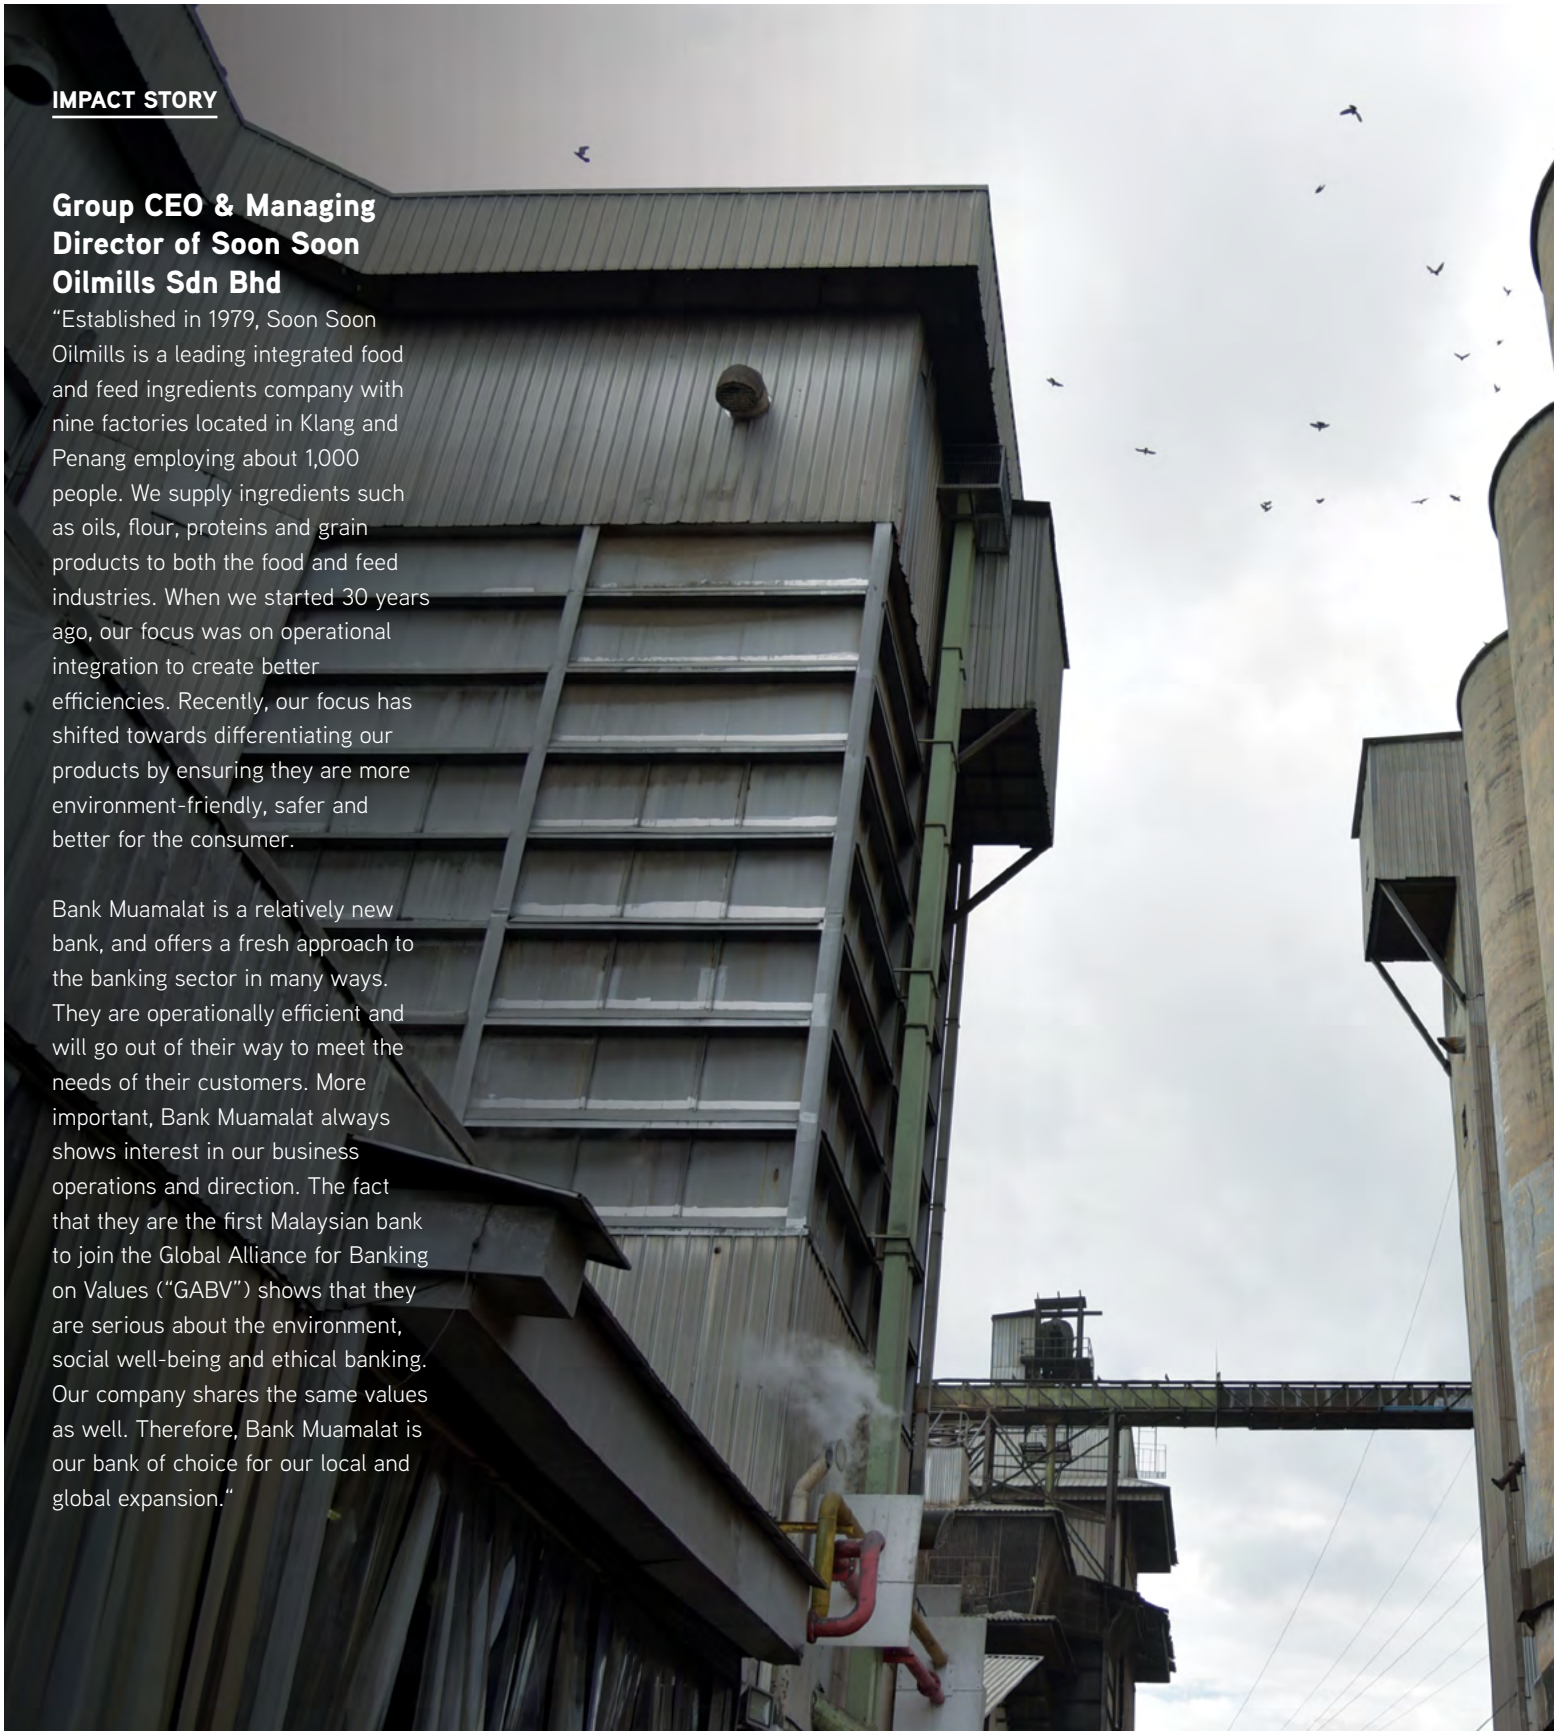 IMPACT STORY
Group CEO & Managing
Director of Soon Soon
Oilmills Sdn Bhd
“Established in 1979, Soon Soon
Oilmills is a leading integrated food
and feed ingredients company with
nine factories located in Klang and
Penang employing about 1,000
people. We supply ingredients such
as oils, flour, proteins and grain
products to both the food and feed
industries. When we started 30 years
ago, our focus was on operational
integration to create better
efficiencies. Recently, our focus has
shifted towards differentiating our
products by ensuring they are more
environment-friendly, safer and
better for the consumer.
Bank Muamalat is a relatively new
bank, and offers a fresh approach to
the banking sector in many ways.
They are operationally efficient and
will go out of their way to meet the
needs of their customers. More
important, Bank Muamalat always
shows interest in our business
operations and direction. The fact
that they are the first Malaysian bank
to join the Global Alliance for Banking
on Values (“GABV”) shows that they
are serious about the environment,
social well-being and ethical banking.
Our company shares the same values
as well. Therefore, Bank Muamalat is
our bank of choice for our local and
global expansion.“